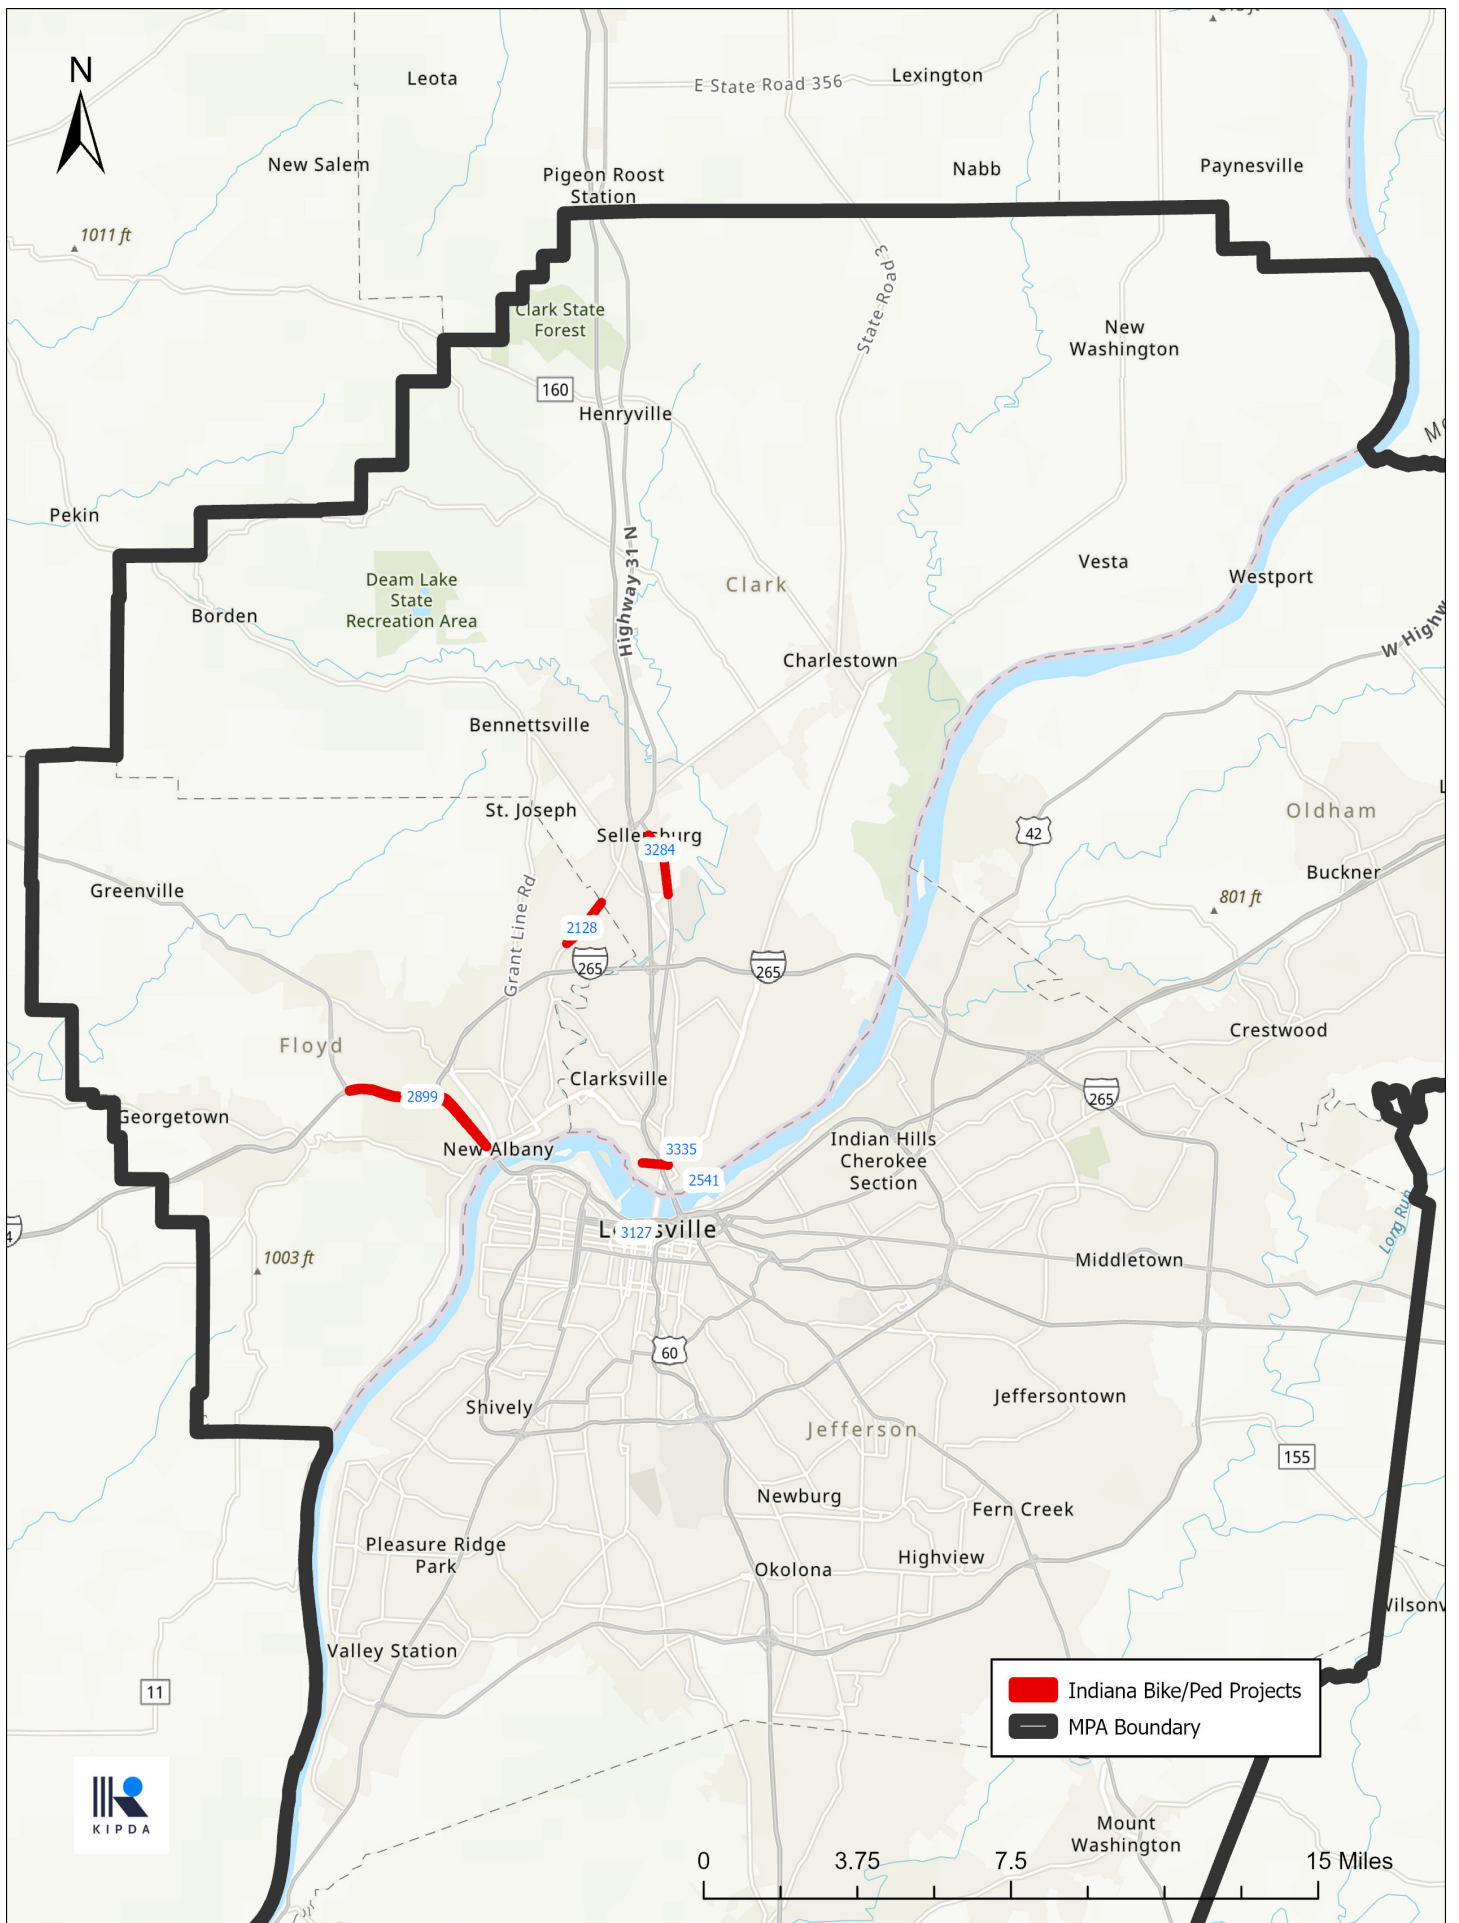 N
Leota
E State Road 356
Lexington
New Salem
Pigeon Roost
Station
Nabb
Paynesville
1011 ft
State Road 3
Clark State
Forest
New
Washington
160
Henryville
Pekin
Highway 31 N
Deam Lake
State
Recreation Area
Clark
Vesta
Westport
Borden
W Highw
Charlestown
Bennettsville
St. Joseph
Sellersburg
3284
42
Oldham
Buckner
Greenville
Grant Line Rd
801 ft
2128
265
265
Crestwood
Floyd
Clarksville
2899
265
Georgetown
New Albany
3335
Indian Hills
Cherokee
Section
2541
Long Run
3127
Louisville
1003 ft
Middletown
60
Shively
Jeffersontown
Jefferson
155
Newburg
Fern Creek
Pleasure Ridge
Park
Okolona
Highview
Wilsonv
Valley Station
11
Indiana Bike/Ped Projects
MPA Boundary
KIPDA
Mount
Washington
0 3.75 7.5 15 Miles